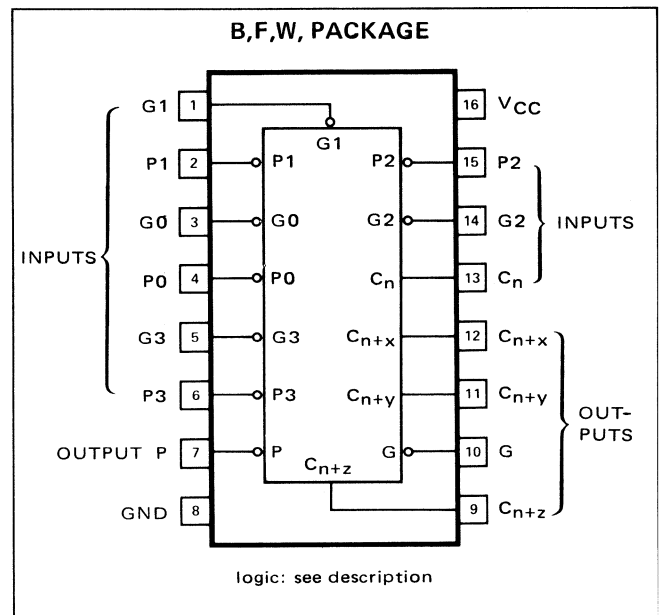 B,F,W, PACKAGE
G1 1 16 VCC
G1
P1 2 P1 P2 15 P2
G0 3 G0 G2 14 G2
INPUTS INPUTS
P0 4 P0 Cn 13 Cn
G3 5 G3 Cn+x 12 Cn+x
P3 6 P3 Cn+y 11 Cn+y
OUT-
PUTS
OUTPUT P 7 P G 10 G
Cn+z
GND 8 9 Cn+z
logic: see description